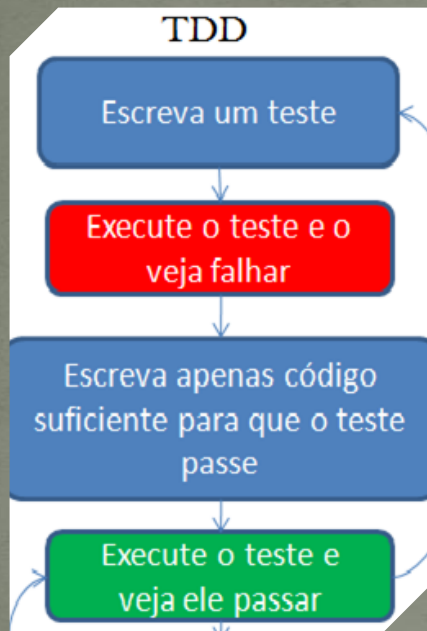 TDD
Escreva um teste
Execute o teste e o
veja falhar
Escreva apenas código
suficiente para que o teste
passe
Execute o teste e
veja ele passar